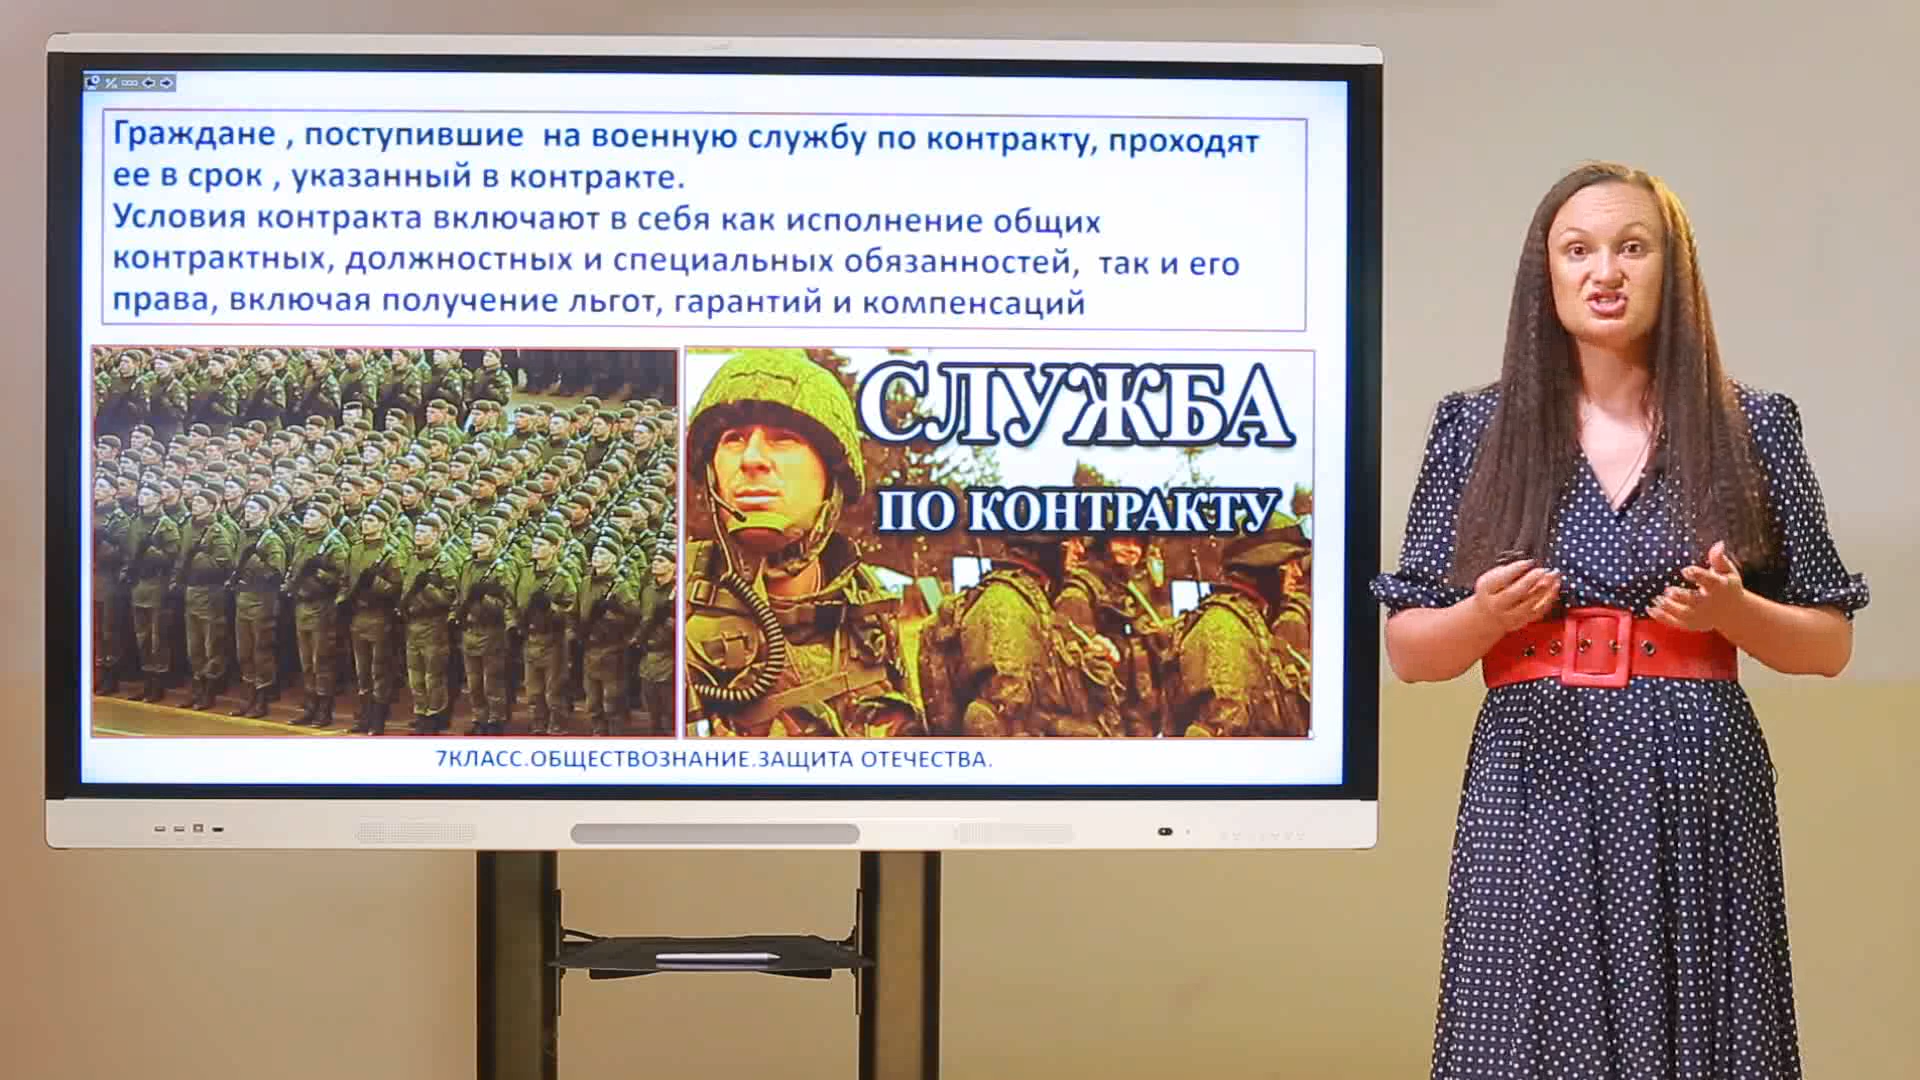 Граждане , поступившие на военную службу по контракту, проходят
ее в срок , указанный в контракте.
Условия контракта включают в себя как исполнение общих
контрактных, должностных и специальных обязанностей, так и его
права, включая получение льгот, гарантий и компенсаций
СЛУЖБА
ПО КОНТРАКТУ
7КЛАСС.ОБЩЕСТВОЗНАНИЕ.ЗАЩИТА ОТЕЧЕСТВА.